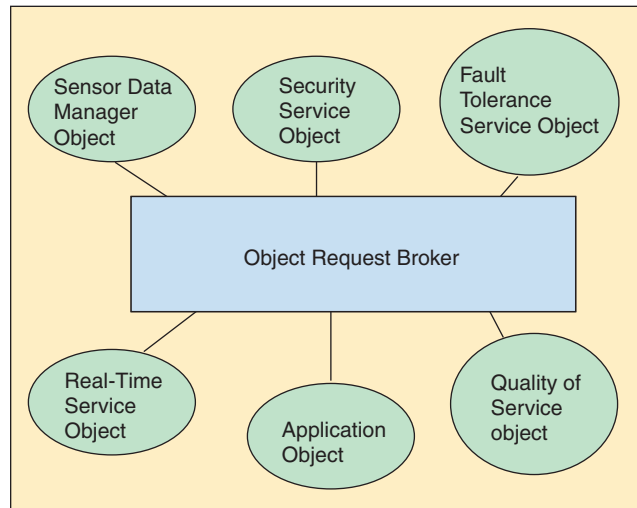 Sensor Data
Manager
Object
Security
Service
Object
Fault
Tolerance
Service Object
Object Request Broker
Real-Time
Service
Object
Application
Object
Quality of
Service
object